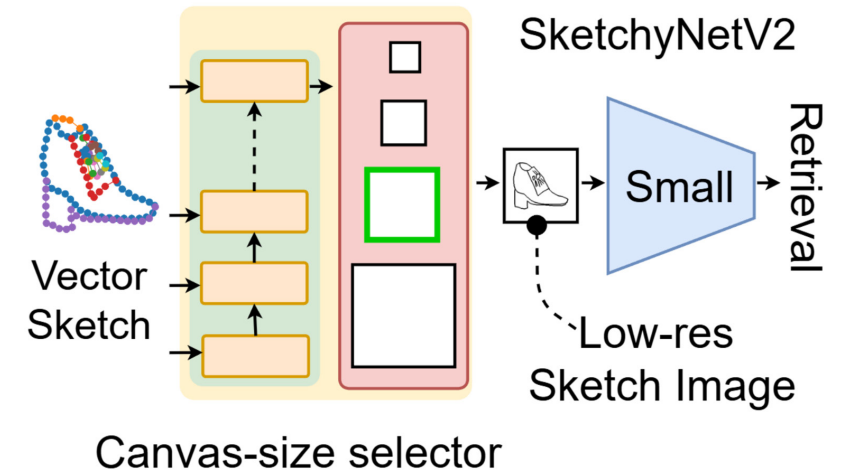 SketchyNetV2
Vector
Sketch
Small
Retrieval
Low-res
Sketch Image
Canvas-size selector